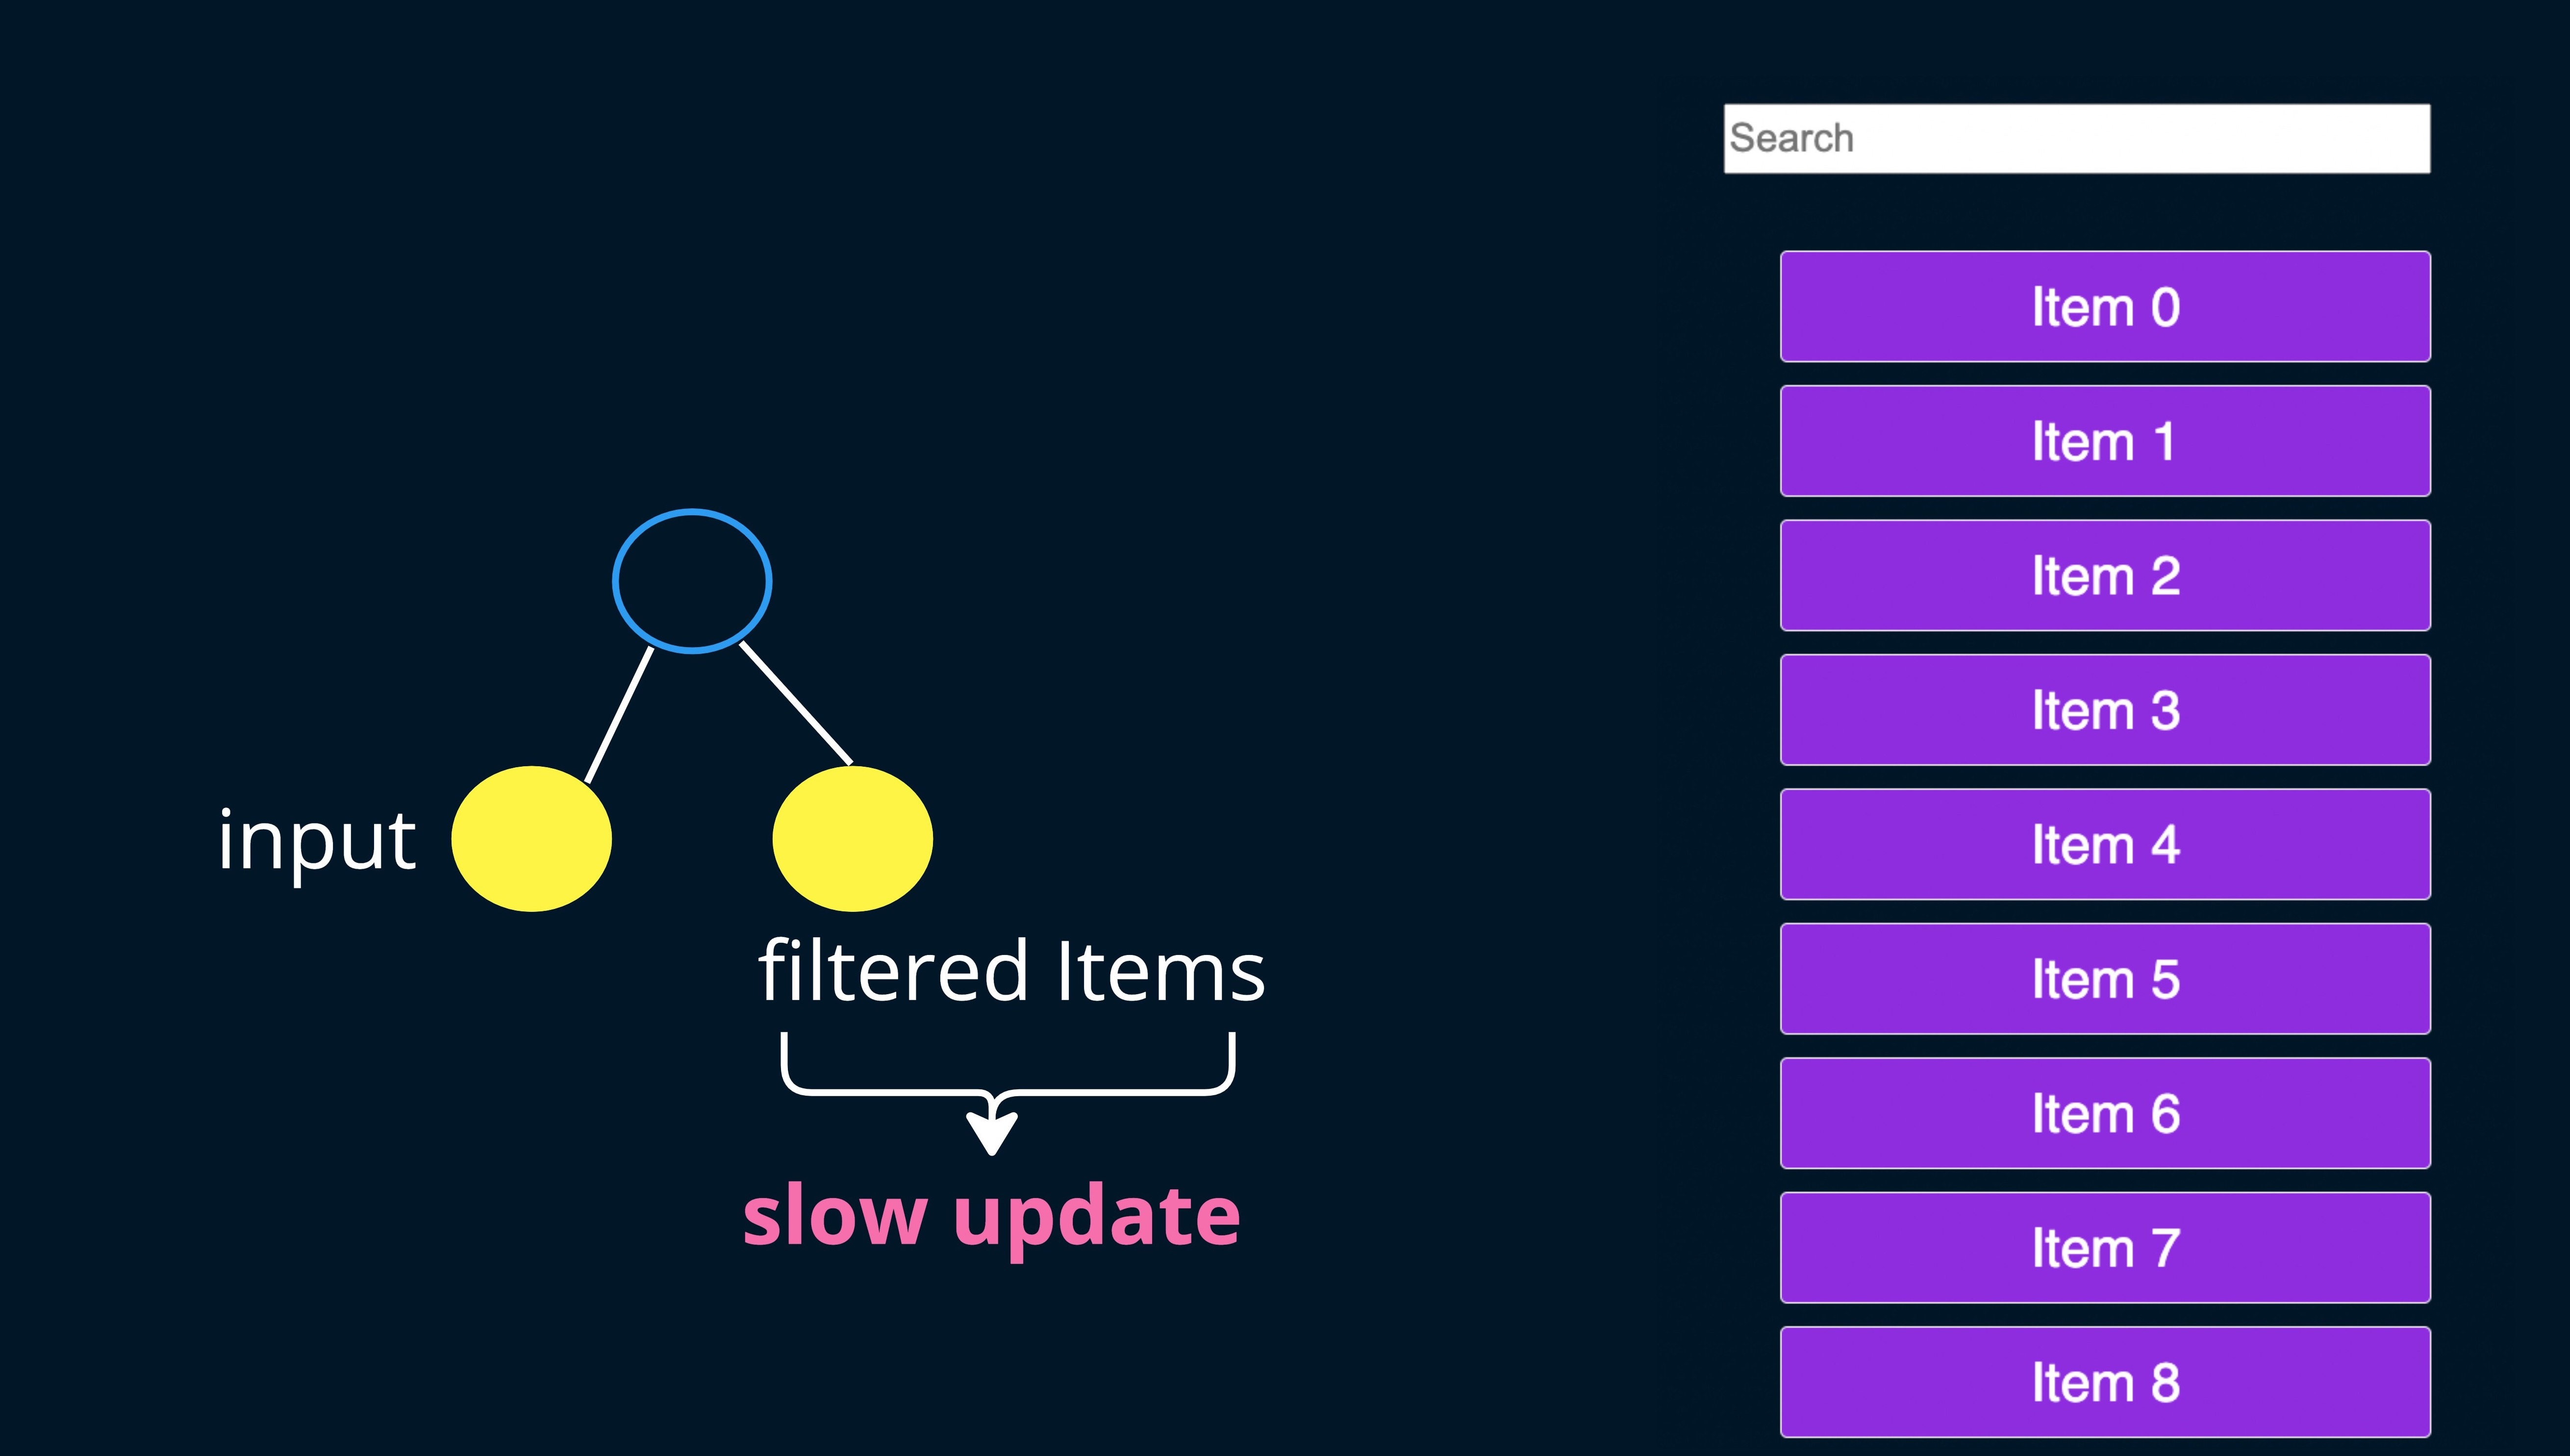 input
filtered Items
slow update
Search
Item 0
Item 1
Item 2
Item 3
Item 4
Item 5
Item 6
Item 7
Item 8